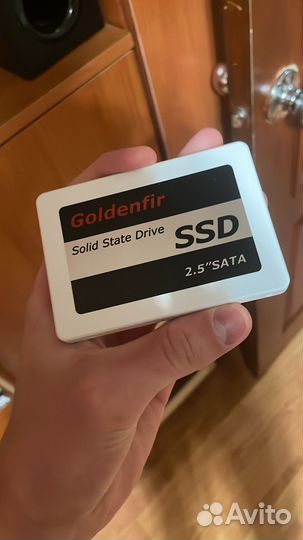 Goldenfir
Solid State Drive SSD
2.5"SATA
Avito